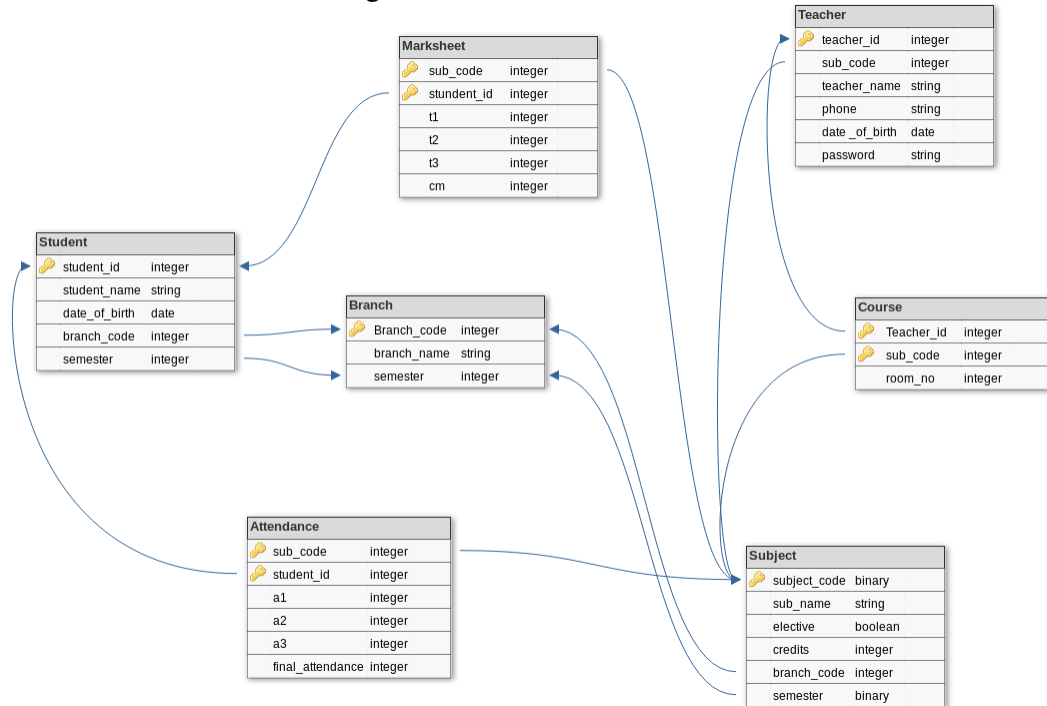 Marksheet
sub_code integer
stundent_id integer
t1 integer
t2 integer
t3 integer
cm integer
Teacher
teacher_id integer
sub_code integer
teacher_name string
phone string
date _of_birth date
password string
Student
student_id integer
student_name string
date_of_birth date
branch_code integer
semester integer
Branch
Branch_code integer
branch_name string
semester integer
Course
Teacher_id integer
sub_code integer
room_no integer
Attendance
sub_code integer
student_id integer
a1 integer
a2 integer
a3 integer
final_attendance integer
Subject
subject_code binary
sub_name string
elective boolean
credits integer
branch_code integer
semester binary